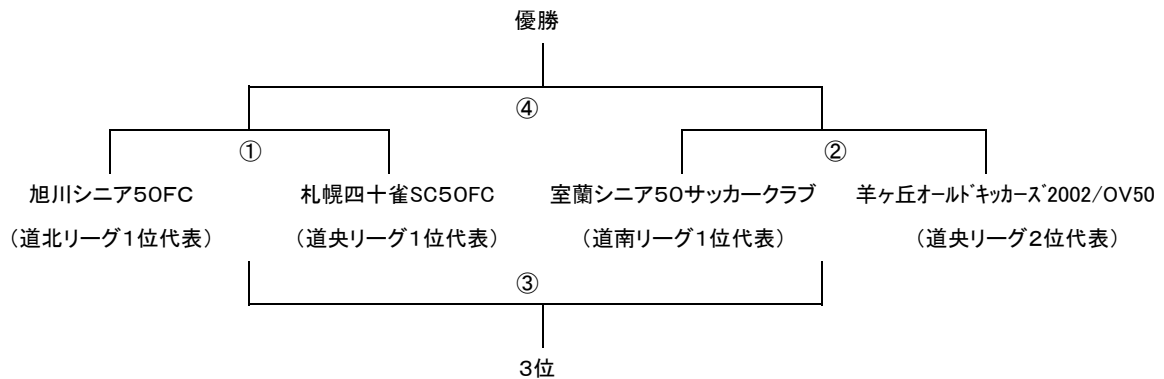 優勝
④
① ②
旭川シニア50FC 札幌四十雀SC50FC 室蘭シニア50サッカークラブ 羊ヶ丘オールドキッカーズ2002/OV50
(道北リーグ1位代表) (道央リーグ1位代表) (道南リーグ1位代表) (道央リーグ2位代表)
③
3位